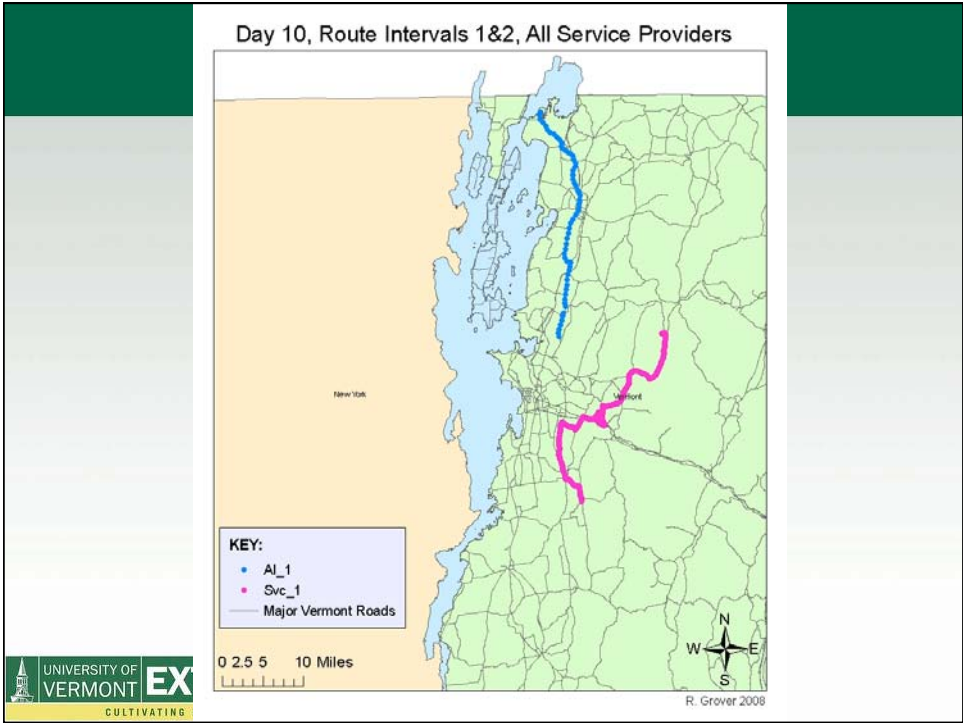 Day 10, Route Intervals 1&2, All Service Providers
New York
Vermont
KEY:
AI_1
Svc_1
Major Vermont Roads
0 2.5 5 10 Miles
N
W E
S
R. Grover 2008
UNIVERSITY OF
VERMONT EX
CULTIVATING